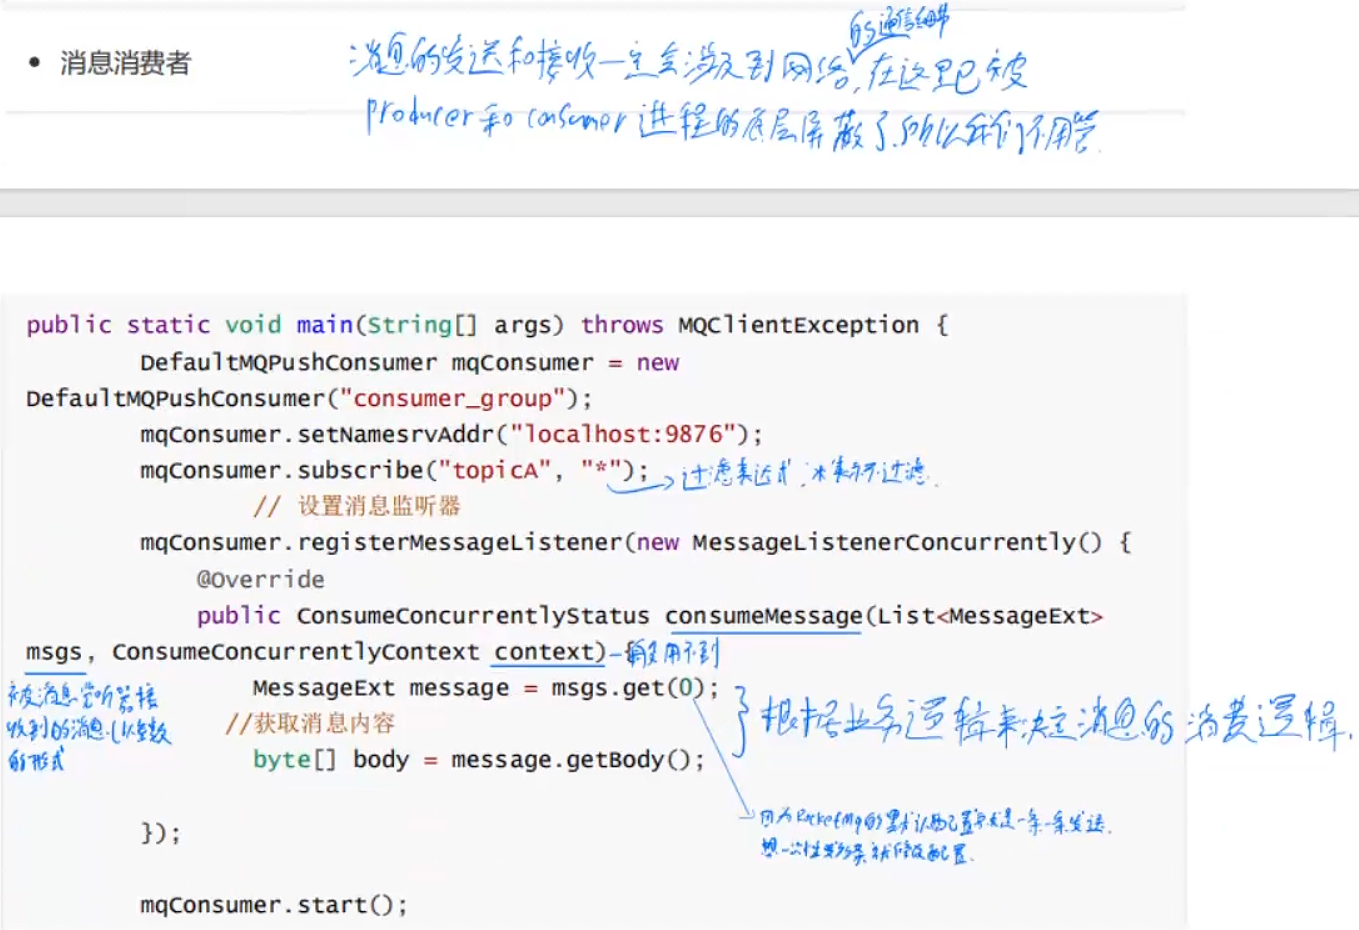 的通信细节
• 消息消费者
消息的发送和接收一定会涉及到网络,在这里已被
producer和consumer进程的底层屏蔽了.所以我们不用管.
public static void main(String[] args) throws MQClientException {
DefaultMQPushConsumer mqConsumer = new
DefaultMQPushConsumer("consumer_group");
mqConsumer.setNamesrvAddr("localhost:9876");
mqConsumer.subscribe("topicA", "*"); → 过滤表达式,*表示不过滤.
// 设置消息监听器
mqConsumer.registerMessageListener(new MessageListenerConcurrently() {
@Override
public ConsumeConcurrentlyStatus consumeMessage(List<MessageExt>
msgs, ConsumeConcurrentlyContext context) { 一般用不到
MessageExt message = msgs.get(0);
被消息监听器接
收到的消息.以参数
的形式
//获取消息内容
byte[] body = message.getBody();
根据业务逻辑来决定消息的消费逻辑.
因为RocketMq的默认配置就是一条一条发送.
想一次性多条就修改配置.
});
mqConsumer.start();